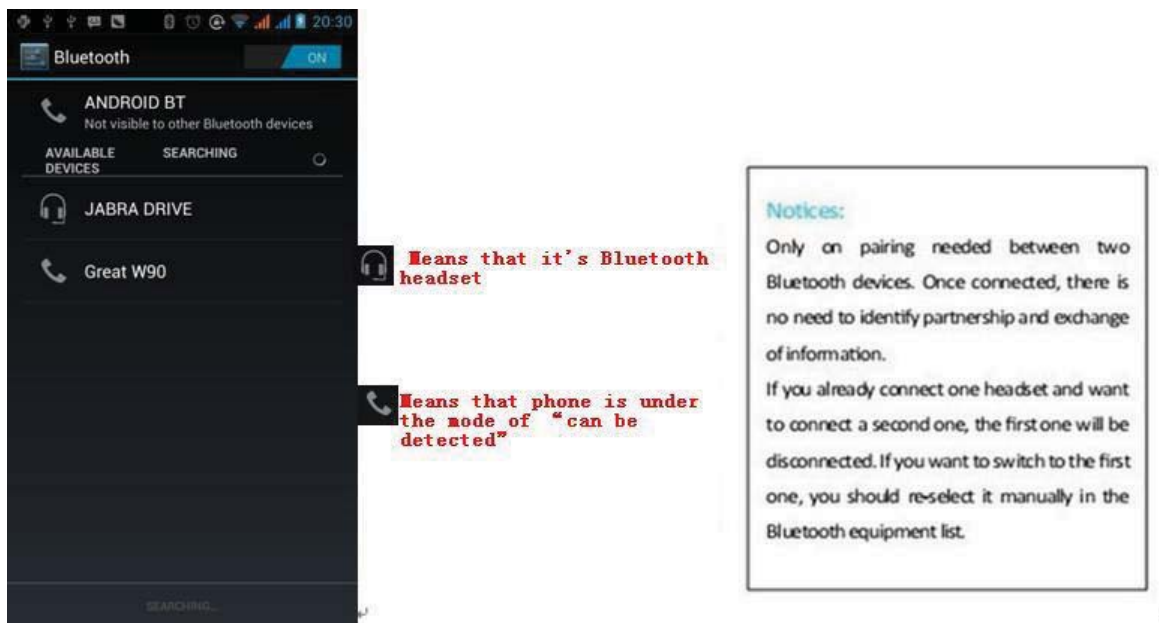 20:30
Bluetooth
ON
ANDROID BT
Not visible to other Bluetooth devices
AVAILABLE DEVICES
SEARCHING
JABRA DRIVE
Great W90
SEARCHING...
Means that it's Bluetooth
headset
Means that phone is under
the mode of “can be
detected”
Notices:
Only on pairing needed between two
Bluetooth devices. Once connected, there is
no need to identify partnership and exchange
of information.
If you already connect one headset and want
to connect a second one, the first one will be
disconnected. If you want to switch to the first
one, you should re-select it manually in the
Bluetooth equipment list.